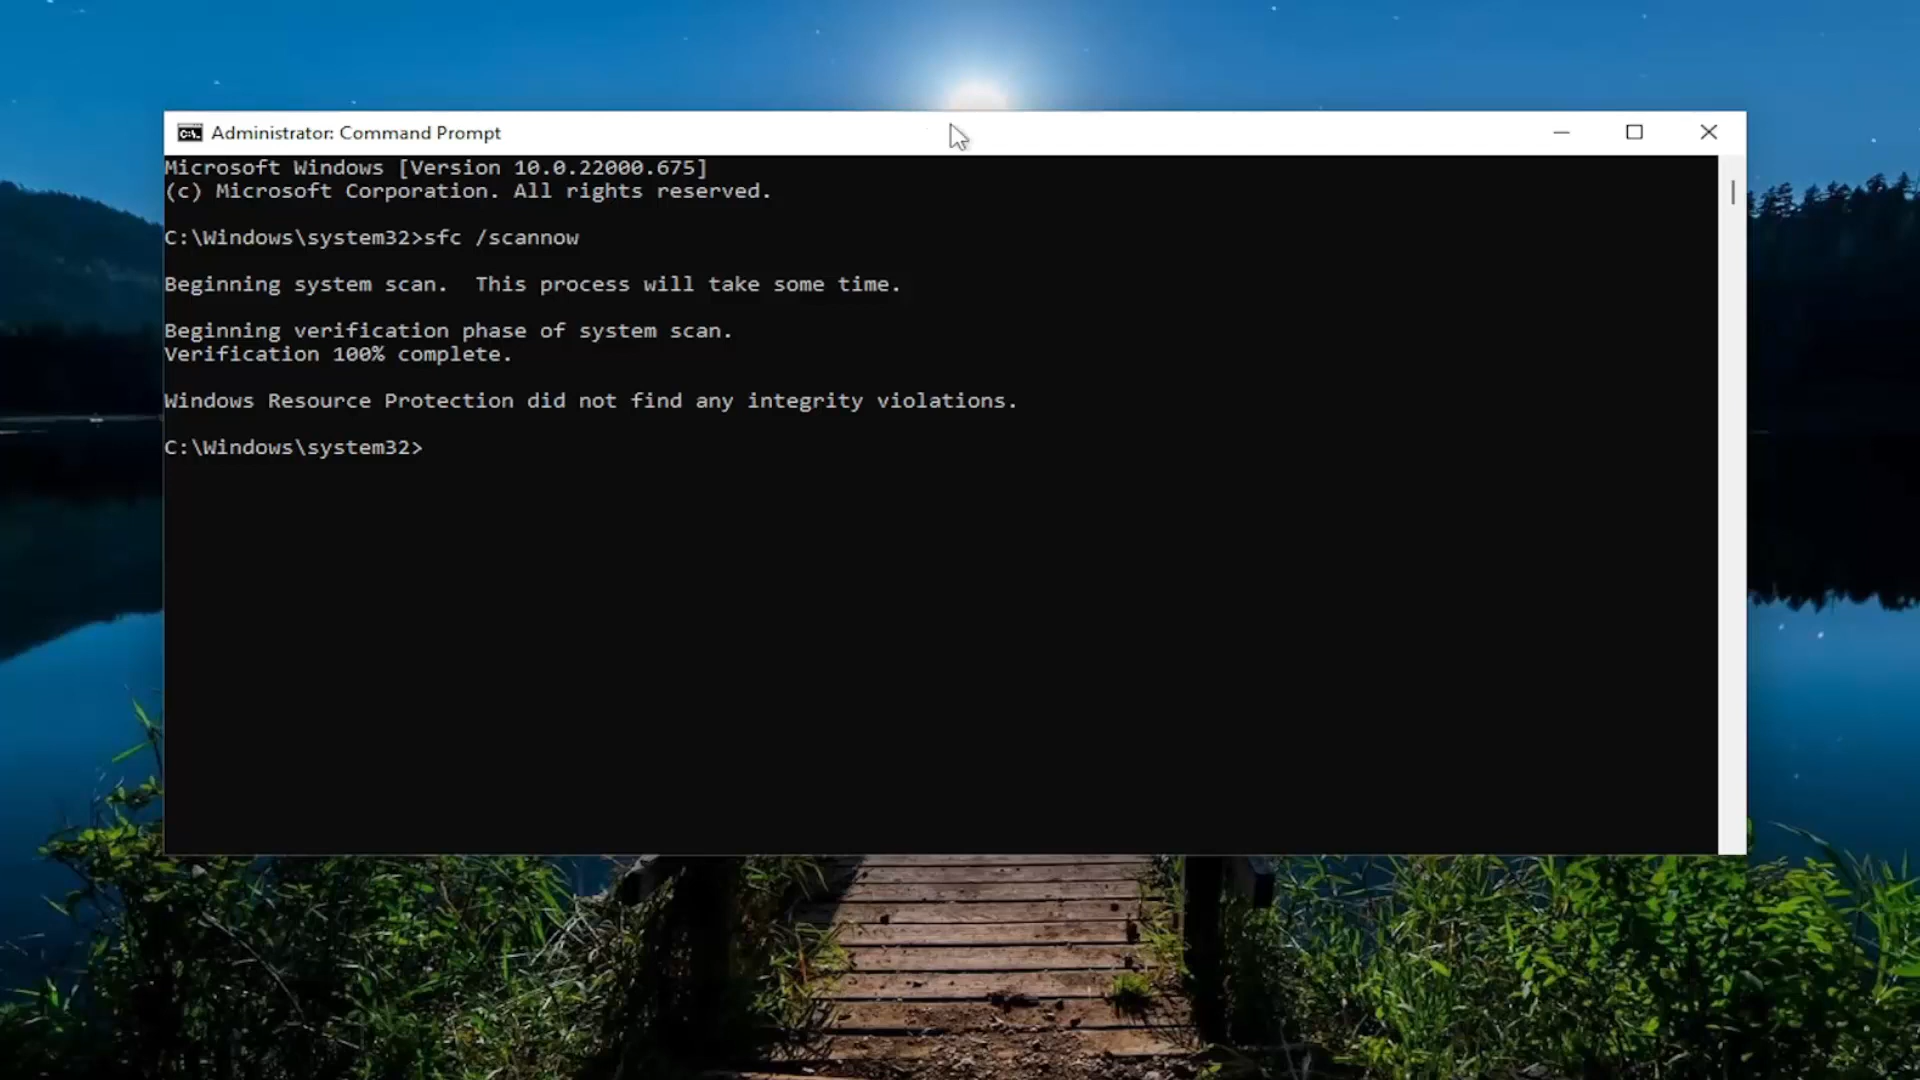 Administrator: Command Prompt
Microsoft Windows [Version 10.0.22000.675]
(c) Microsoft Corporation. All rights reserved.
C:\Windows\system32>sfc /scannow
Beginning system scan.  This process will take some time.
Beginning verification phase of system scan.
Verification 100% complete.
Windows Resource Protection did not find any integrity violations.
C:\Windows\system32>